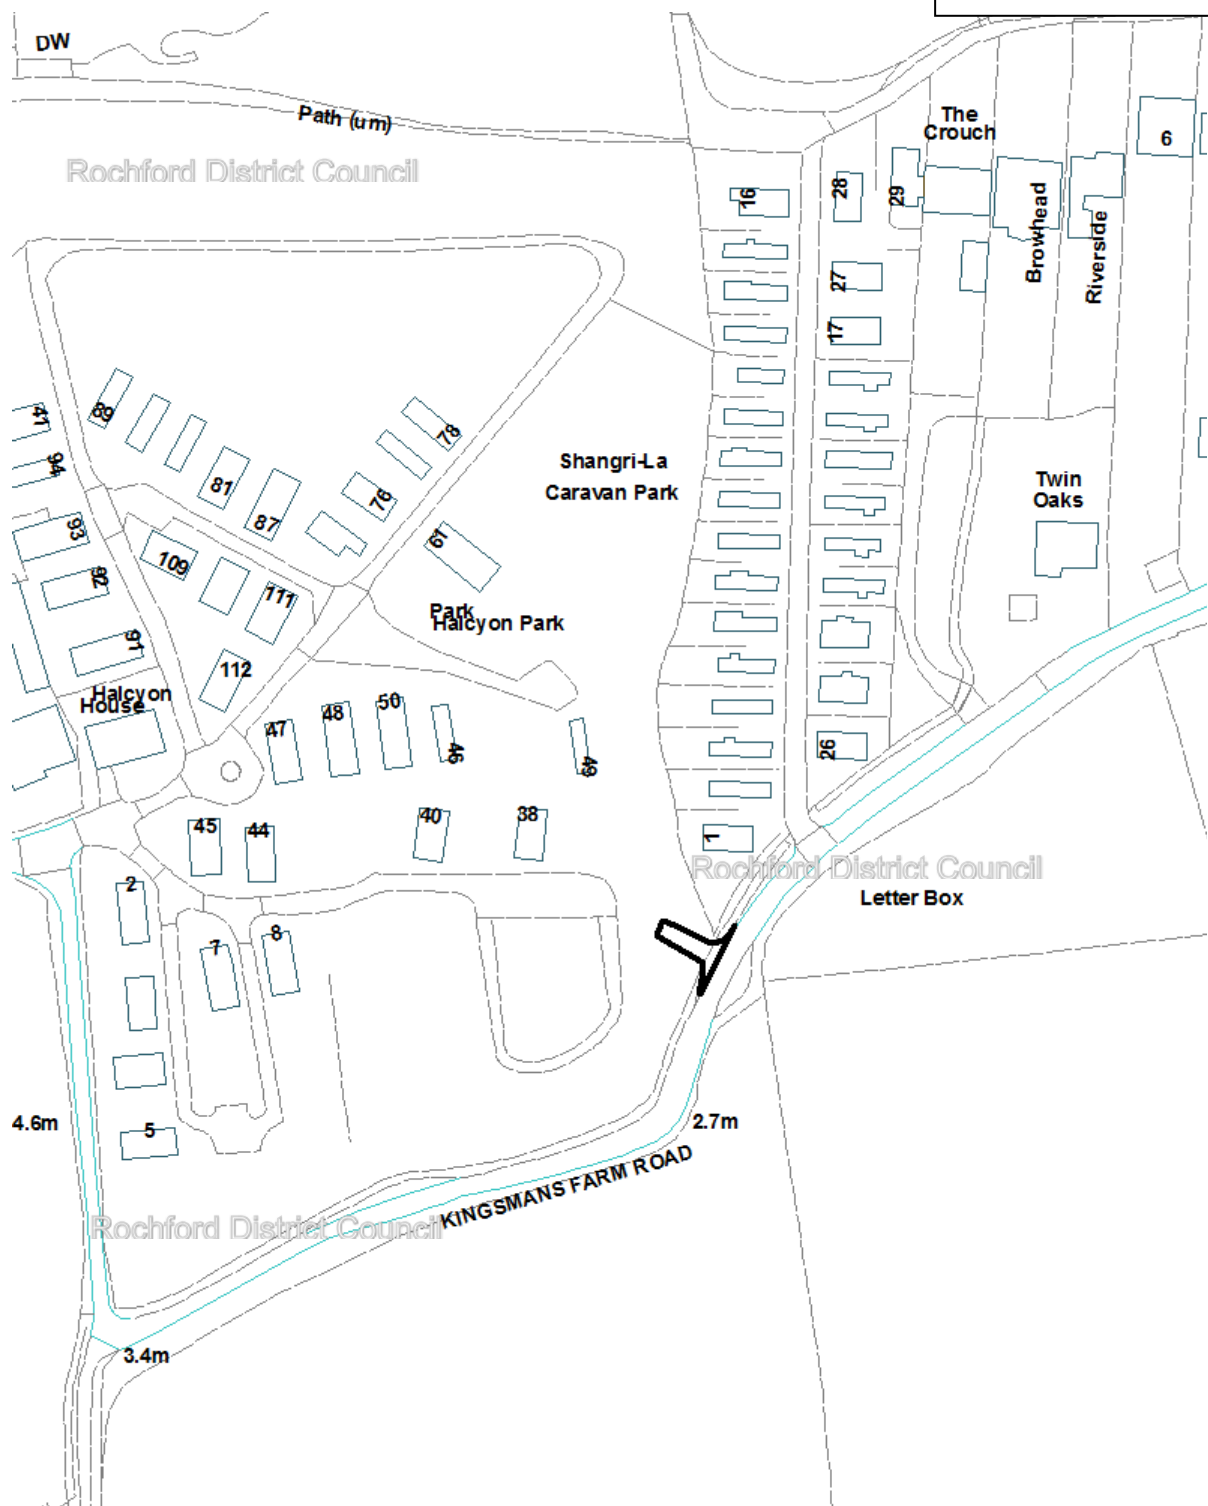 DW
Path (um)
Rochford District Council
The
Crouch
6
16
28
29
Browhead
Riverside
27
17
41
89
94
78
81
87
76
Shangri-La
Caravan Park
Twin
Oaks
93
61
109
92
111
Park
Halcyon Park
91
112
Halcyon
House
47
48
50
46
49
26
45
44
40
38
1
Rochford District Council
Letter Box
2
7
8
4.6m
5
2.7m
KINGSMANS FARM ROAD
Rochford District Council
3.4m